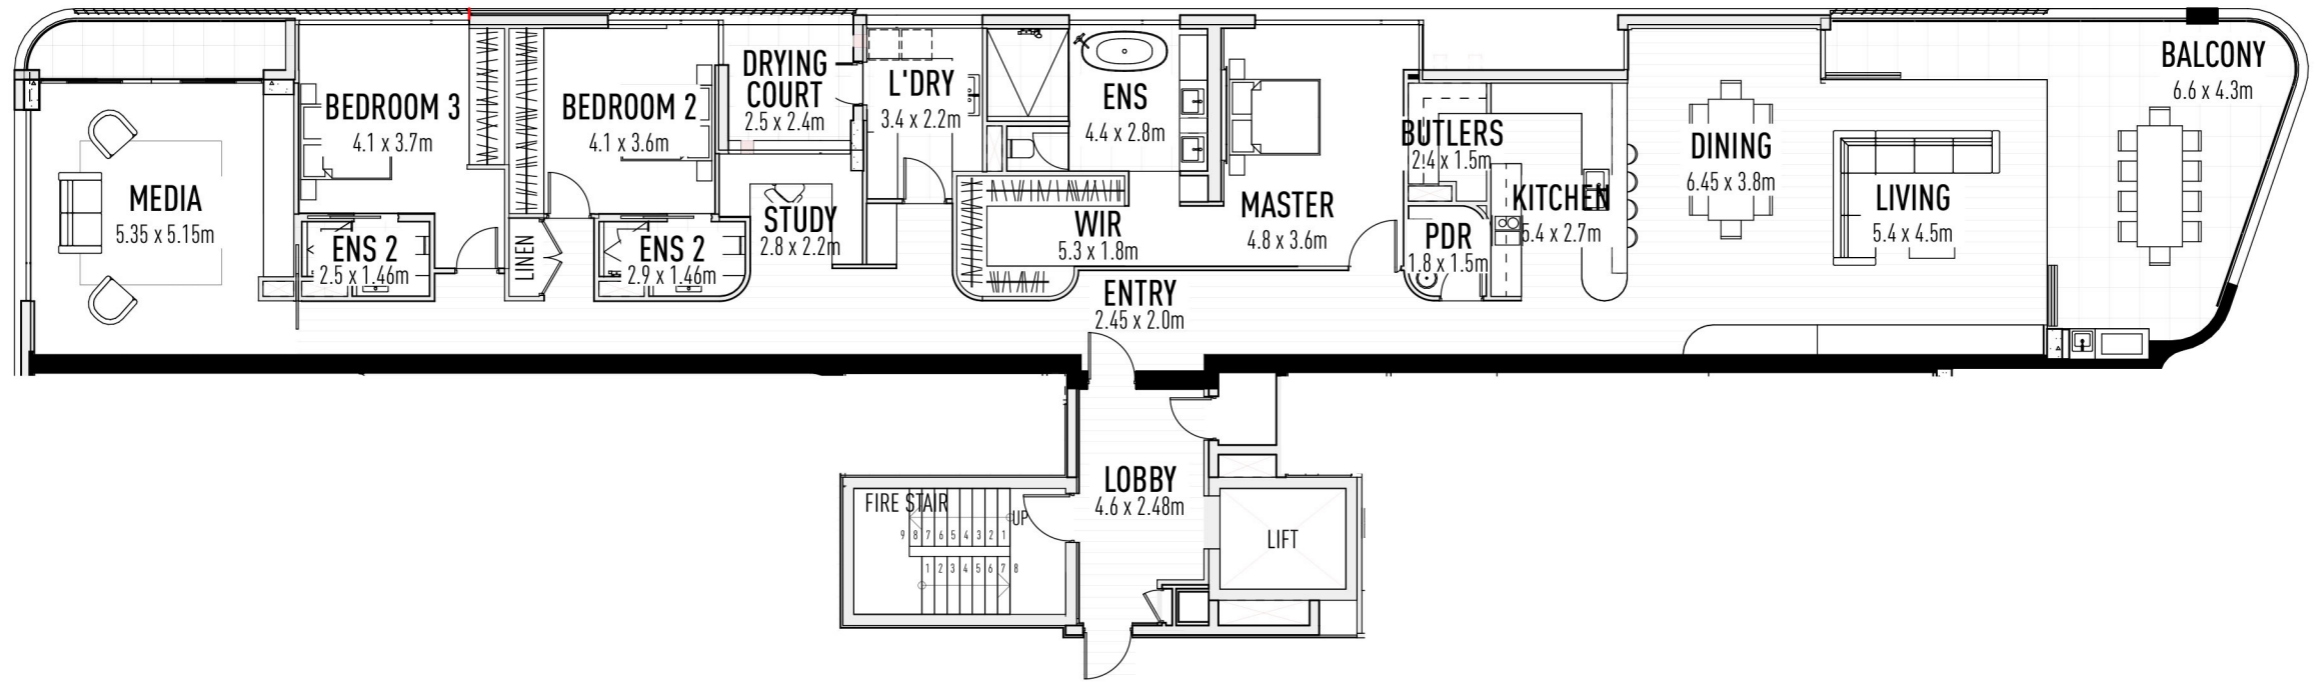 MEDIA
5.35 x 5.15m
BEDROOM 3
4.1 x 3.7m
ENS 2
2.5 x 1.46m
LINEN
BEDROOM 2
4.1 x 3.6m
ENS 2
2.9 x 1.46m
DRYING
COURT
2.5 x 2.4m
STUDY
2.8 x 2.2m
L'DRY
3.4 x 2.2m
ENS
4.4 x 2.8m
WIR
5.3 x 1.8m
MASTER
4.8 x 3.6m
ENTRY
2.45 x 2.0m
BUTLERS
2.4 x 1.5m
PDR
1.8 x 1.5m
KITCHEN
5.4 x 2.7m
DINING
6.45 x 3.8m
LIVING
5.4 x 4.5m
BALCONY
6.6 x 4.3m
LOBBY
4.6 x 2.48m
FIRE STAIR
UP
9 8 7 6 5 4 3 2 1
1 2 3 4 5 6 7 8
LIFT